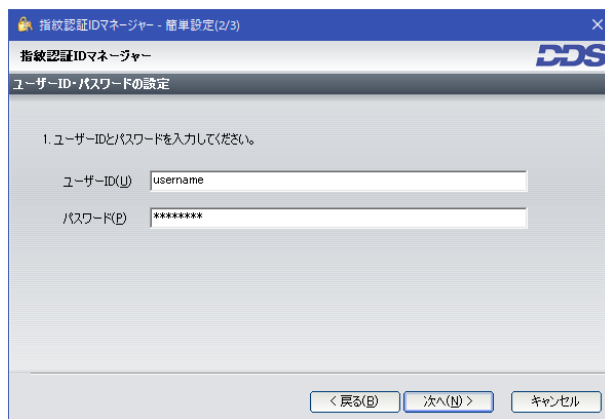 指紋認証IDマネージャー - 簡単設定(2/3)
指紋認証IDマネージャー
DDS
ユーザーID・パスワードの設定
1. ユーザーIDとパスワードを入力してください。
ユーザーID(U) username
パスワード(P) ********
< 戻る(B) 次へ(N) > キャンセル